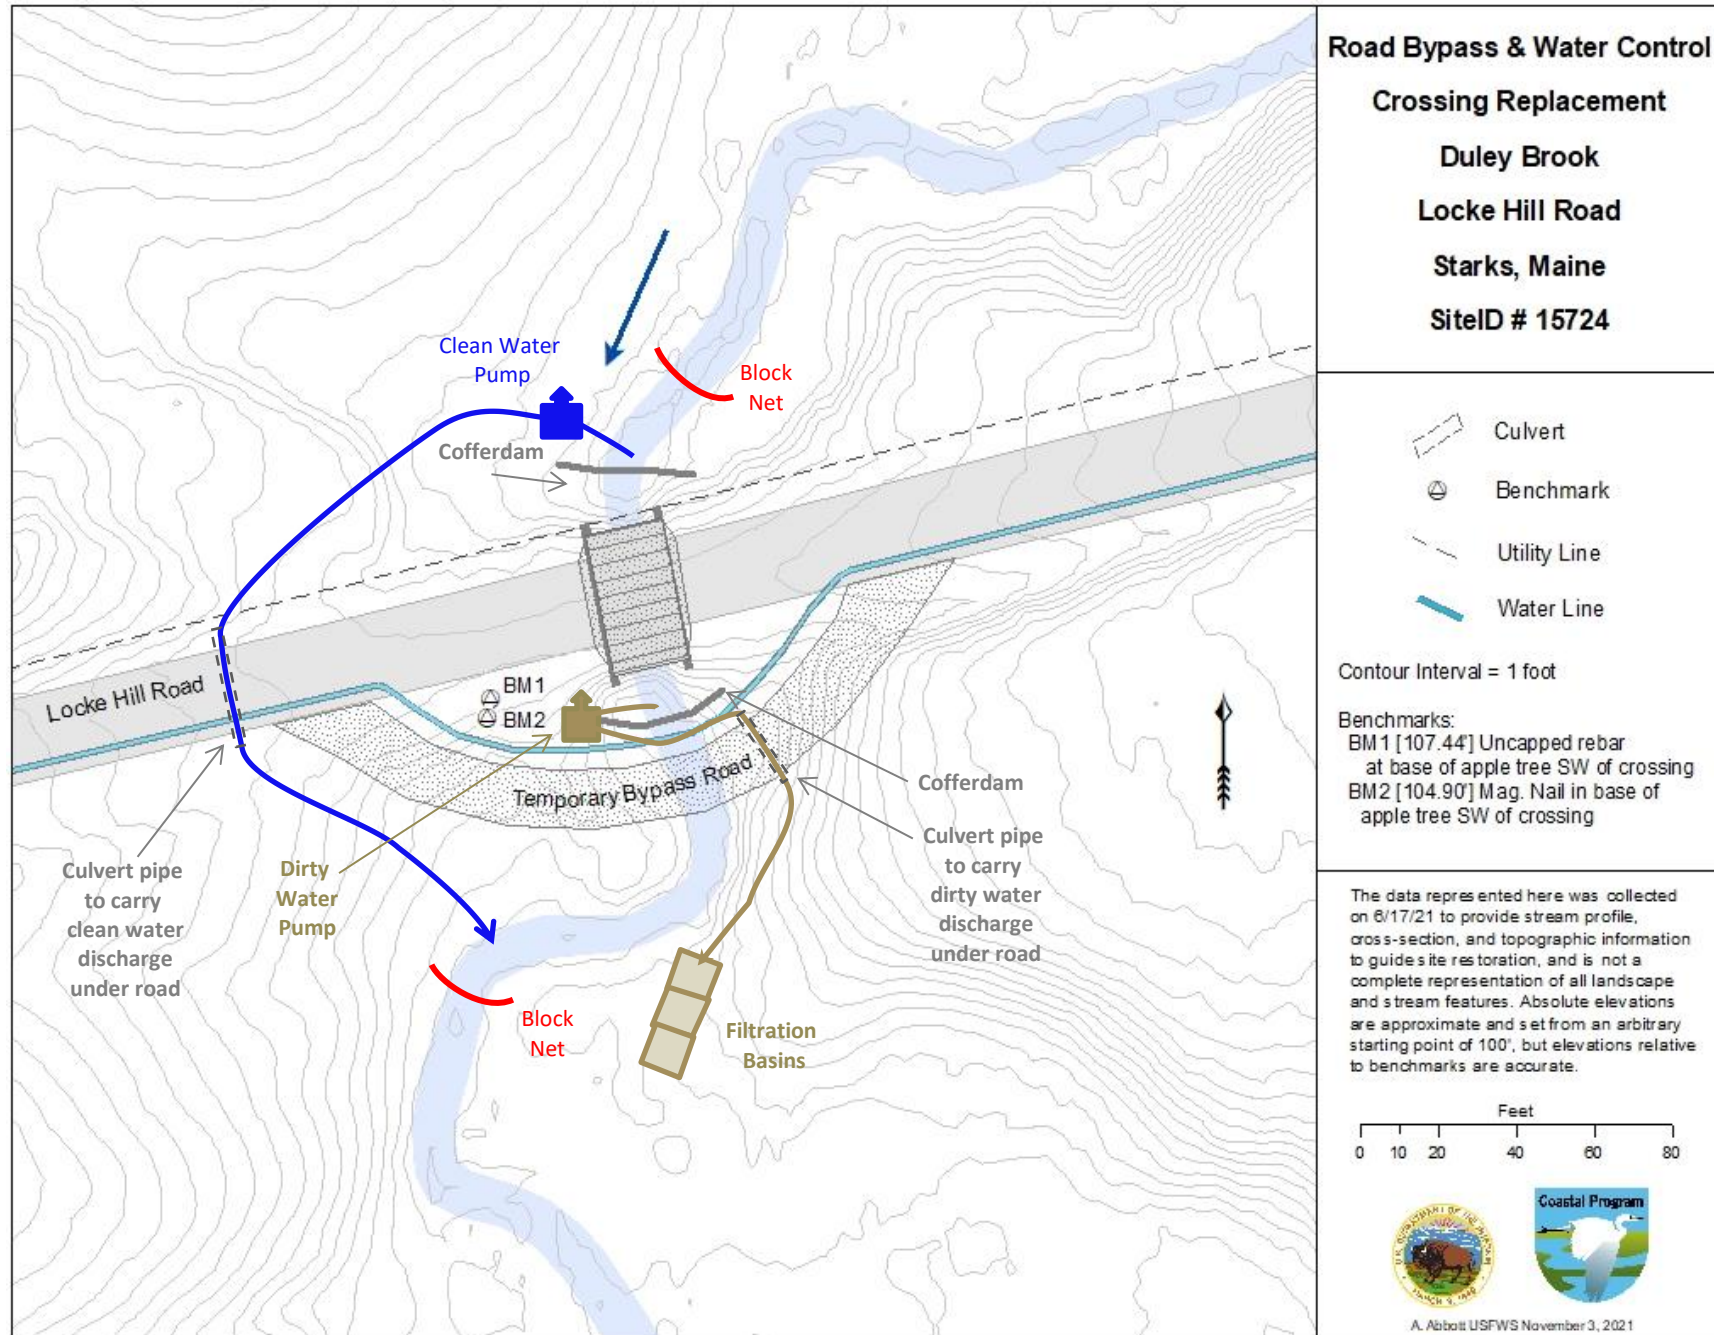 Road Bypass & Water Control
Crossing Replacement
Duley Brook
Locke Hill Road
Starks, Maine
SiteID # 15724
Culvert
Benchmark
Utility Line
Water Line
Contour Interval = 1 foot
Benchmarks:
BM1 [107.44'] Uncapped rebar
at base of apple tree SW of crossing
BM2 [104.90'] Mag. Nail in base of
apple tree SW of crossing
The data represented here was collected
on 6/17/21 to provide stream profile,
cross-section, and topographic information
to guide site restoration, and is not a
complete representation of all landscape
and stream features. Absolute elevations
are approximate and set from an arbitrary
starting point of 100', but elevations relative
to benchmarks are accurate.
Feet
0 10 20 40 60 80
Coastal Program
A. Abbott USFWS November 3, 2021
Clean Water
Pump
Block
Net
Cofferdam
Locke Hill Road
BM1
BM2
Temporary Bypass Road
Cofferdam
Culvert pipe
to carry
dirty water
discharge
under road
Culvert pipe
to carry
clean water
discharge
under road
Dirty
Water
Pump
Block
Net
Filtration
Basins